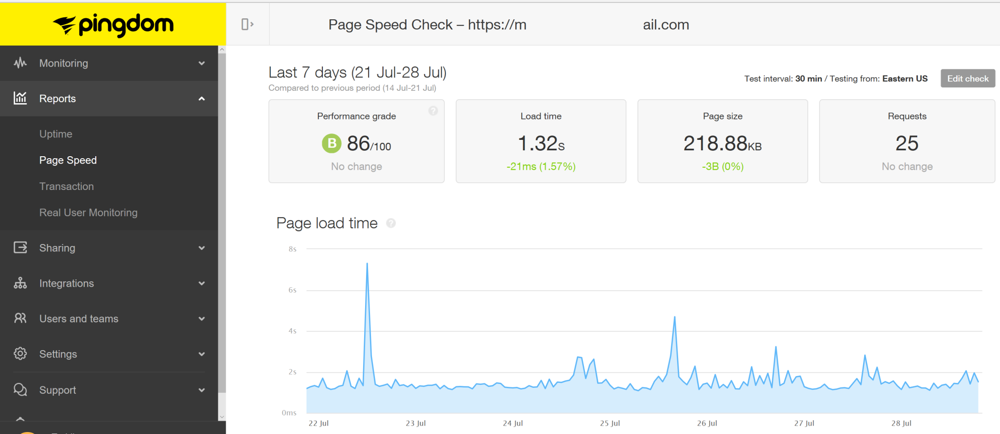 pingdom
Page Speed Check – https://m ail.com
Monitoring
Reports
Uptime
Page Speed
Transaction
Real User Monitoring
Sharing
Integrations
Users and teams
Settings
Support
Last 7 days (21 Jul-28 Jul)
Compared to previous period (14 Jul-21 Jul)
Test interval: 30 min / Testing from: Eastern US
Edit check
Performance grade
?
B 86/100
No change
Load time
1.32s
-21ms (1.57%)
Page size
218.88KB
-3B (0%)
Requests
25
No change
Page load time ?
8s
6s
4s
2s
0ms
22 Jul 23 Jul 24 Jul 25 Jul 26 Jul 27 Jul 28 Jul